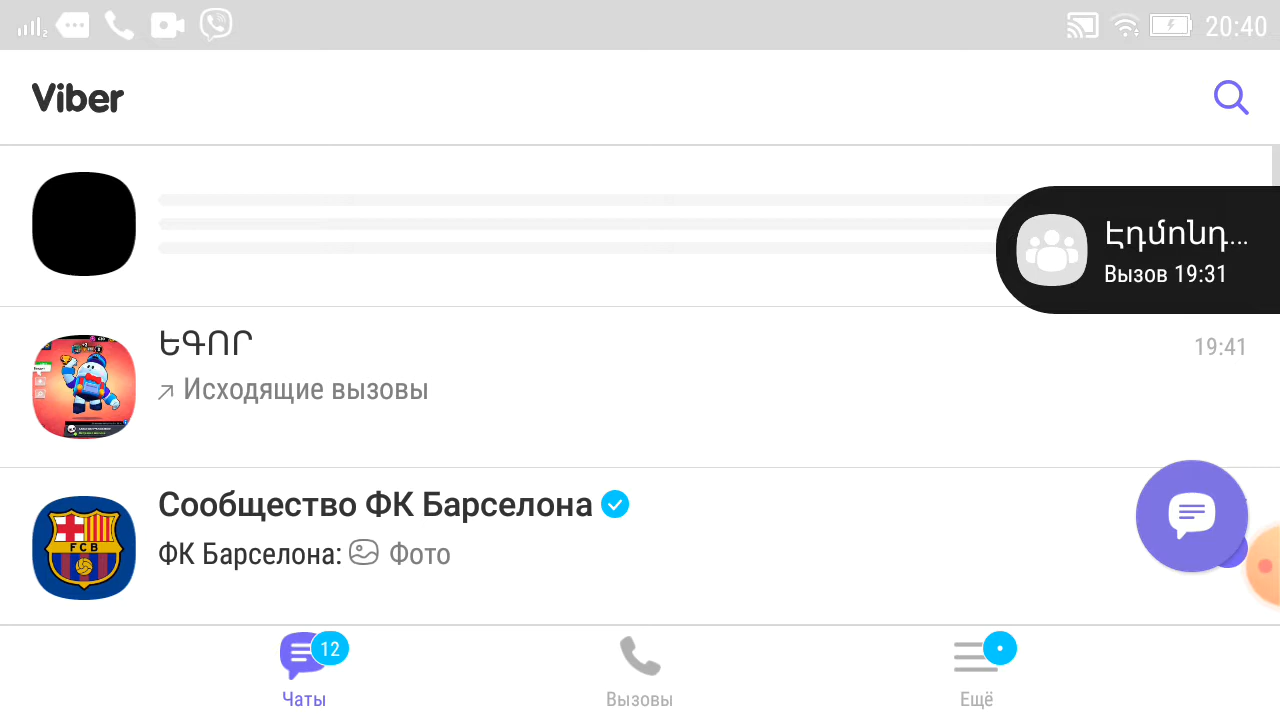 20:40
Viber
Էդմոնդ...
Вызов 19:31
ԵԳՈՐ
19:41
Исходящие вызовы
Сообщество ФК Барселона
FCB
ФК Барселона: Фото
12
Чаты
Вызовы
Ещё